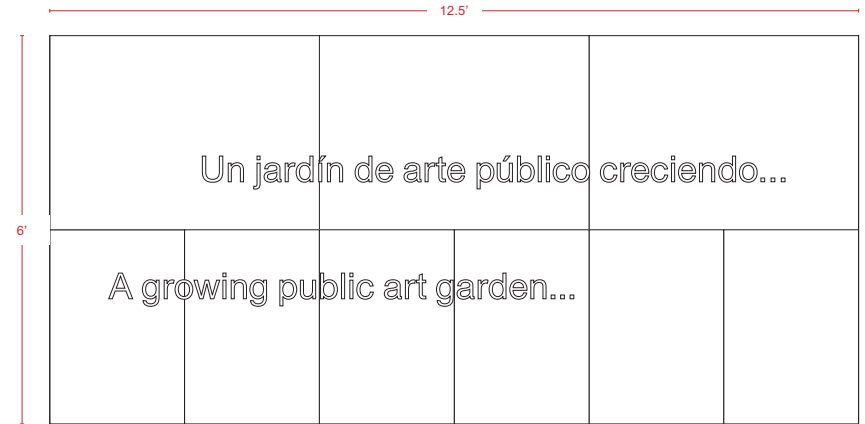 12.5’
Un jardín de arte público creciendo...
6’
A growing public art garden...